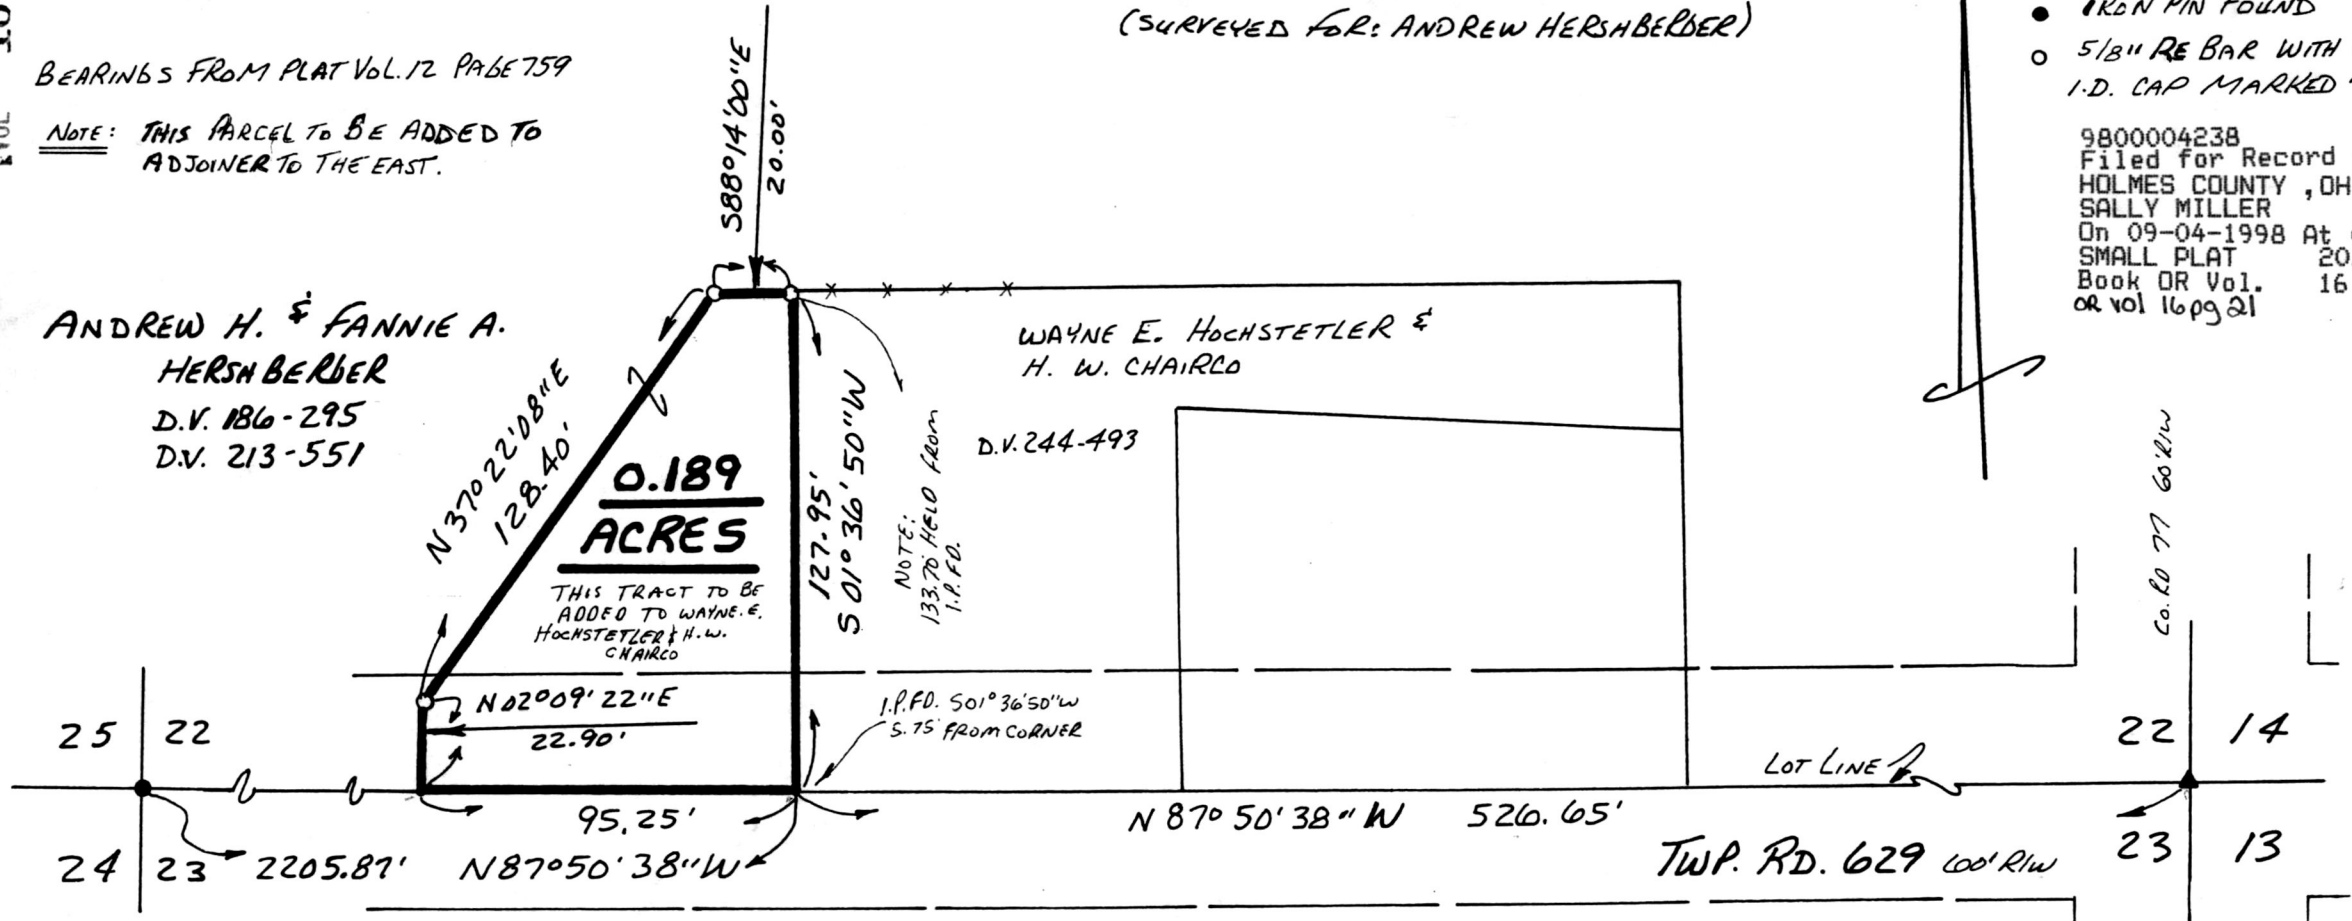 (SURVEYED FOR: ANDREW HERSHBERGER)
BEARINGS FROM PLAT VOL. 12 PAGE 759
NOTE: THIS PARCEL TO BE ADDED TO
ADJOINER TO THE EAST.
IRON PIN FOUND
5/8" RE BAR WITH
I.D. CAP MARKED
9800004238
Filed for Record
HOLMES COUNTY , OH
SALLY MILLER
On 09-04-1998 At
SMALL PLAT 20
Book OR Vol. 16
OR vol 16 pg 21
S88°14'00"E
20.00'
ANDREW H. & FANNIE A.
HERSHBERGER
D.V. 186-295
D.V. 213-551
WAYNE E. HOCHSTETLER &
H. W. CHAIRCO
D.V. 244-493
N 37°22'08"E
128.40'
0.189
ACRES
THIS TRACT TO BE
ADDED TO WAYNE. E.
HOCHSTETLER & H.W.
CHAIRCO
127.95'
S 01° 36' 50" W
NOTE:
133.70 HELD FROM
I.P. FD.
CO. RD 77 60' R/W
N 02°09'22"E
22.90'
I.P.FD. S01°36'50"W
5.75' FROM CORNER
25 22
22 14
LOT LINE
95.25'
N 87° 50' 38" W 526.65'
24 23
2205.87' N87°50'38"W
TWP. RD. 629 60' R/W
23 13